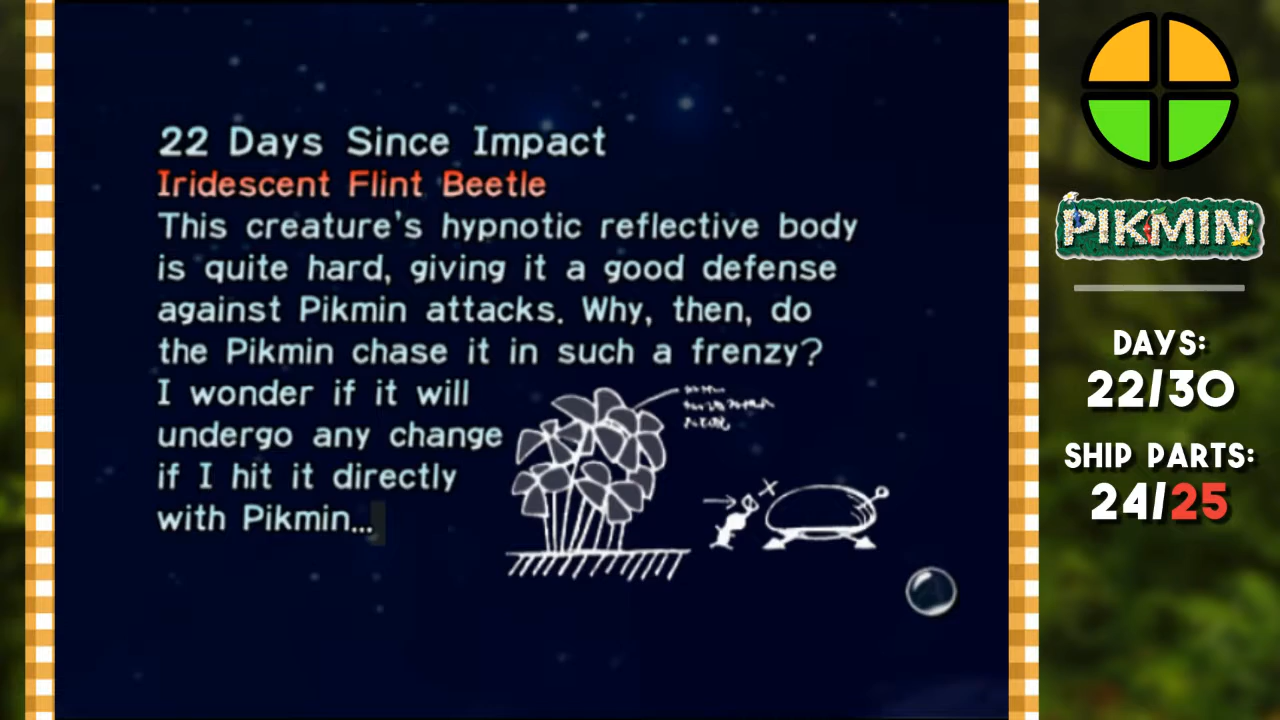 22 Days Since Impact
Iridescent Flint Beetle
This creature's hypnotic reflective body
is quite hard, giving it a good defense
against Pikmin attacks. Why, then, do
the Pikmin chase it in such a frenzy?
I wonder if it will
undergo any change
if I hit it directly
with Pikmin...
PIKMIN
DAYS:
22/30
SHIP PARTS:
24/25